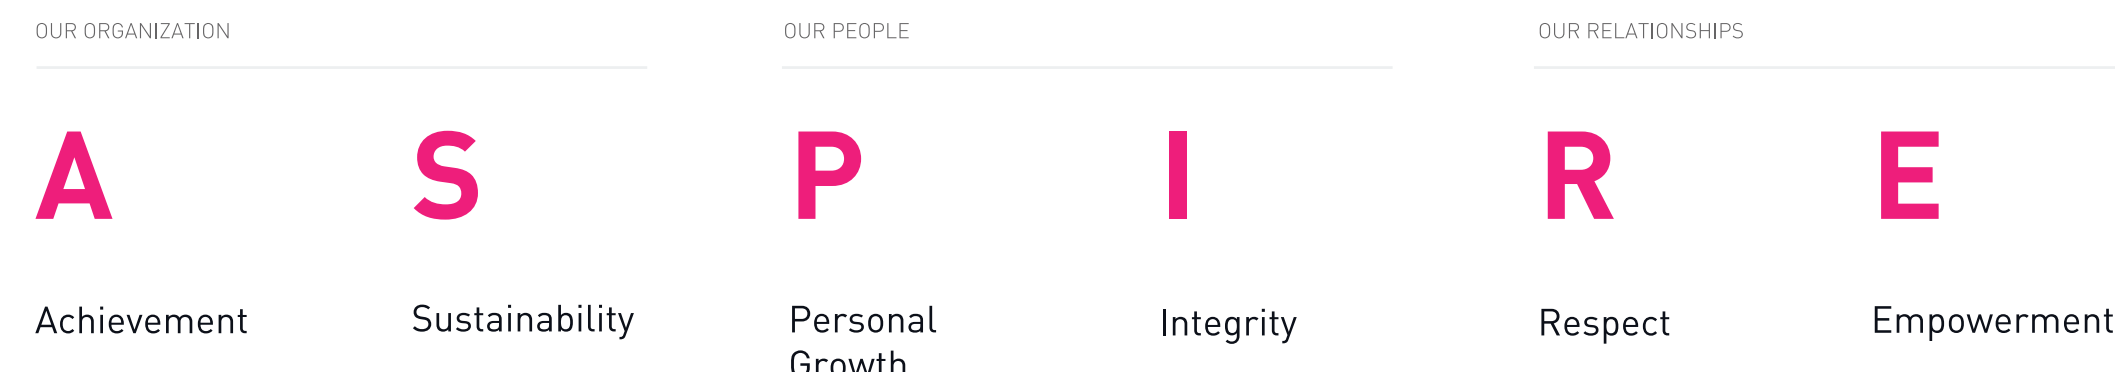 OUR ORGANIZATION
OUR PEOPLE
OUR RELATIONSHIPS
A S P I R E
Achievement
Sustainability
Personal
Growth
Integrity
Respect
Empowerment